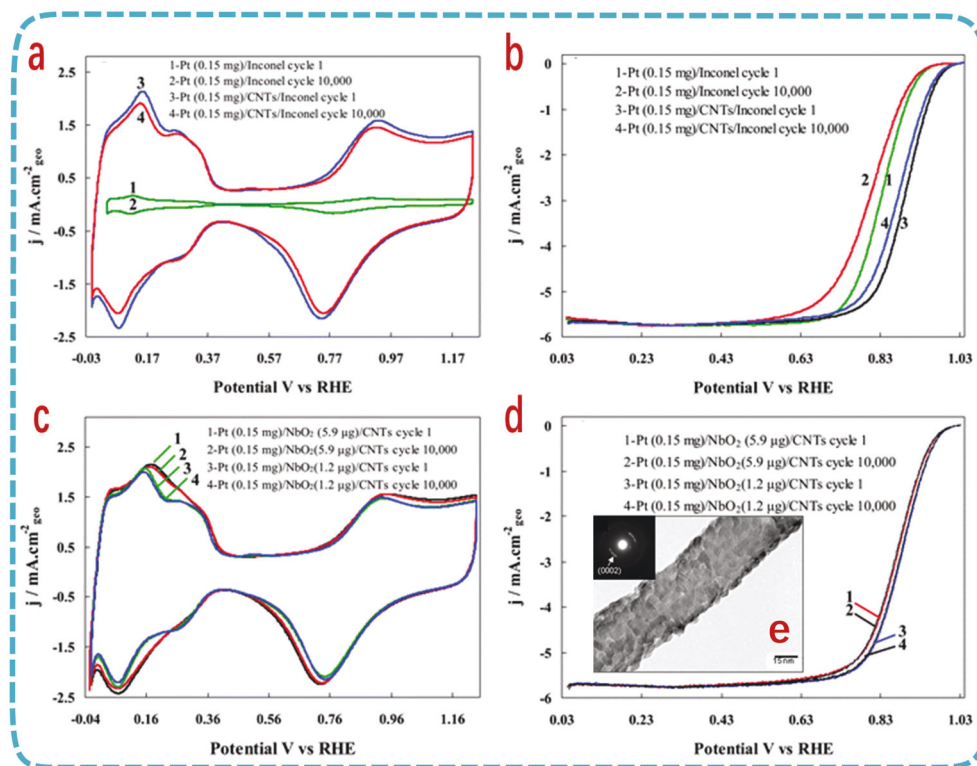 a
1-Pt (0.15 mg)/Inconel cycle 1
2-Pt (0.15 mg)/Inconel cycle 10,000
3-Pt (0.15 mg)/CNTs/Inconel cycle 1
4-Pt (0.15 mg)/CNTs/Inconel cycle 10,000
3
4
1
2
2.5
1.5
0.5
-0.5
-1.5
-2.5
j / mA.cm⁻²geo
-0.03 0.17 0.37 0.57 0.77 0.97 1.17
Potential V vs RHE
b
1-Pt (0.15 mg)/Inconel cycle 1
2-Pt (0.15 mg)/Inconel cycle 10,000
3-Pt (0.15 mg)/CNTs/Inconel cycle 1
4-Pt (0.15 mg)/CNTs/Inconel cycle 10,000
2 1
4 3
0
-1
-2
-3
-4
-5
-6
j / mA.cm⁻²geo
0.03 0.23 0.43 0.63 0.83 1.03
Potential V vs RHE
c
1-Pt (0.15 mg)/NbO₂ (5.9 µg)/CNTs cycle 1
2-Pt (0.15 mg)/NbO₂(5.9 µg)/CNTs cycle 10,000
3-Pt (0.15 mg)/NbO₂(1.2 µg)/CNTs cycle 1
4-Pt (0.15 mg)/NbO₂(1.2 µg)/CNTs cycle 10,000
1
2
3
4
2.5
1.5
0.5
-0.5
-1.5
-2.5
j / mA.cm⁻²geo
-0.04 0.16 0.36 0.56 0.76 0.96 1.16
Potential V vs RHE
d
1-Pt (0.15 mg)/NbO₂ (5.9 µg)/CNTs cycle 1
2-Pt (0.15 mg)/NbO₂(5.9 µg)/CNTs cycle 10,000
3-Pt (0.15 mg)/NbO₂(1.2 µg)/CNTs cycle 1
4-Pt (0.15 mg)/NbO₂(1.2 µg)/CNTs cycle 10,000
(0002)
e
15 nm
1
2
3
4
0
-1
-2
-3
-4
-5
-6
j / mA.cm⁻²geo
0.03 0.23 0.43 0.63 0.83 1.03
Potential V vs RHE